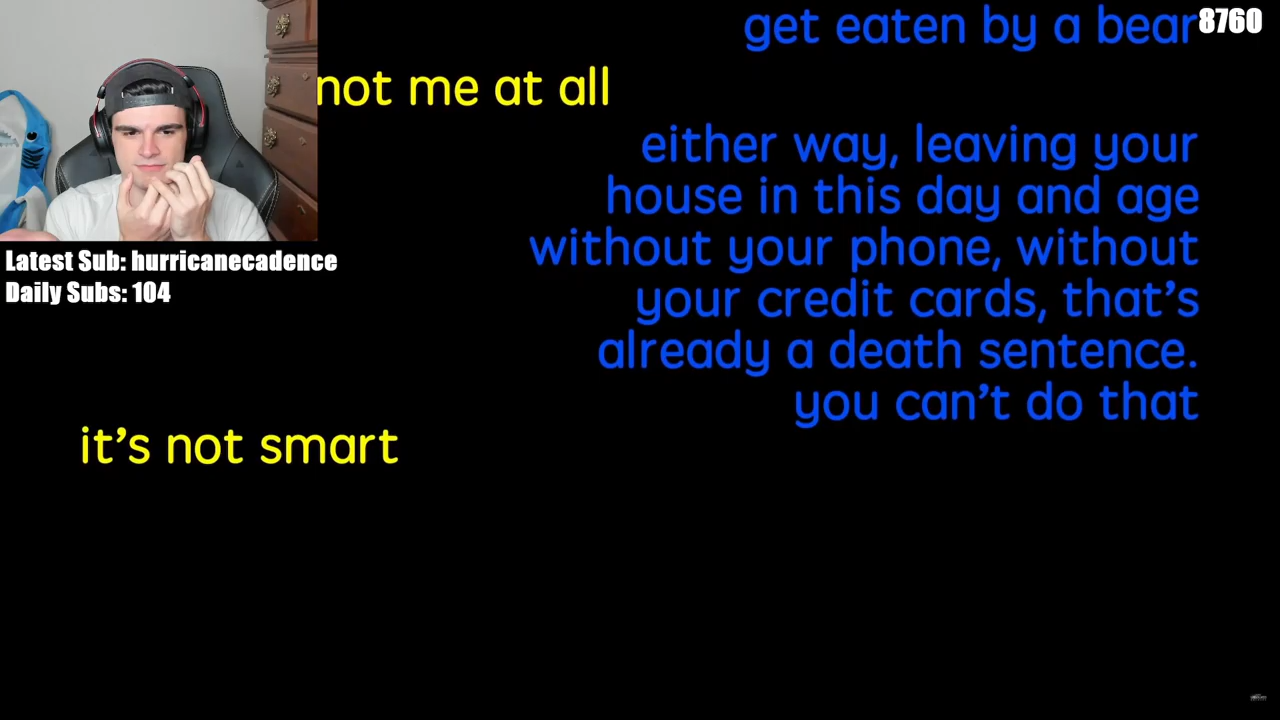 get eaten by a bear
8760
not me at all
either way, leaving your
house in this day and age
without your phone, without
your credit cards, that's
already a death sentence.
you can't do that
Latest Sub: hurricanecadence
Daily Subs: 104
it's not smart